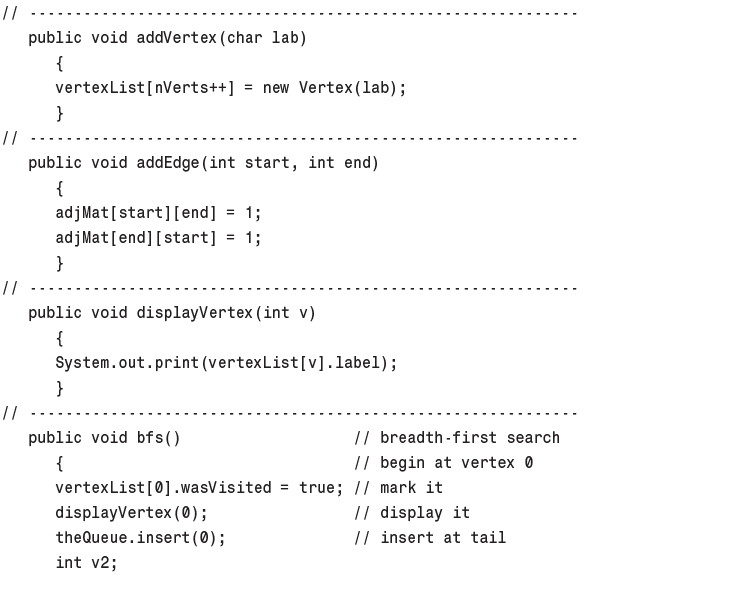 // -------------------------------------------------------------
   public void addVertex(char lab)
      {
      vertexList[nVerts++] = new Vertex(lab);
      }
// -------------------------------------------------------------
   public void addEdge(int start, int end)
      {
      adjMat[start][end] = 1;
      adjMat[end][start] = 1;
      }
// -------------------------------------------------------------
   public void displayVertex(int v)
      {
      System.out.print(vertexList[v].label);
      }
// -------------------------------------------------------------
   public void bfs()                   // breadth-first search
      {                                // begin at vertex 0
      vertexList[0].wasVisited = true; // mark it
      displayVertex(0);                // display it
      theQueue.insert(0);              // insert at tail
      int v2;